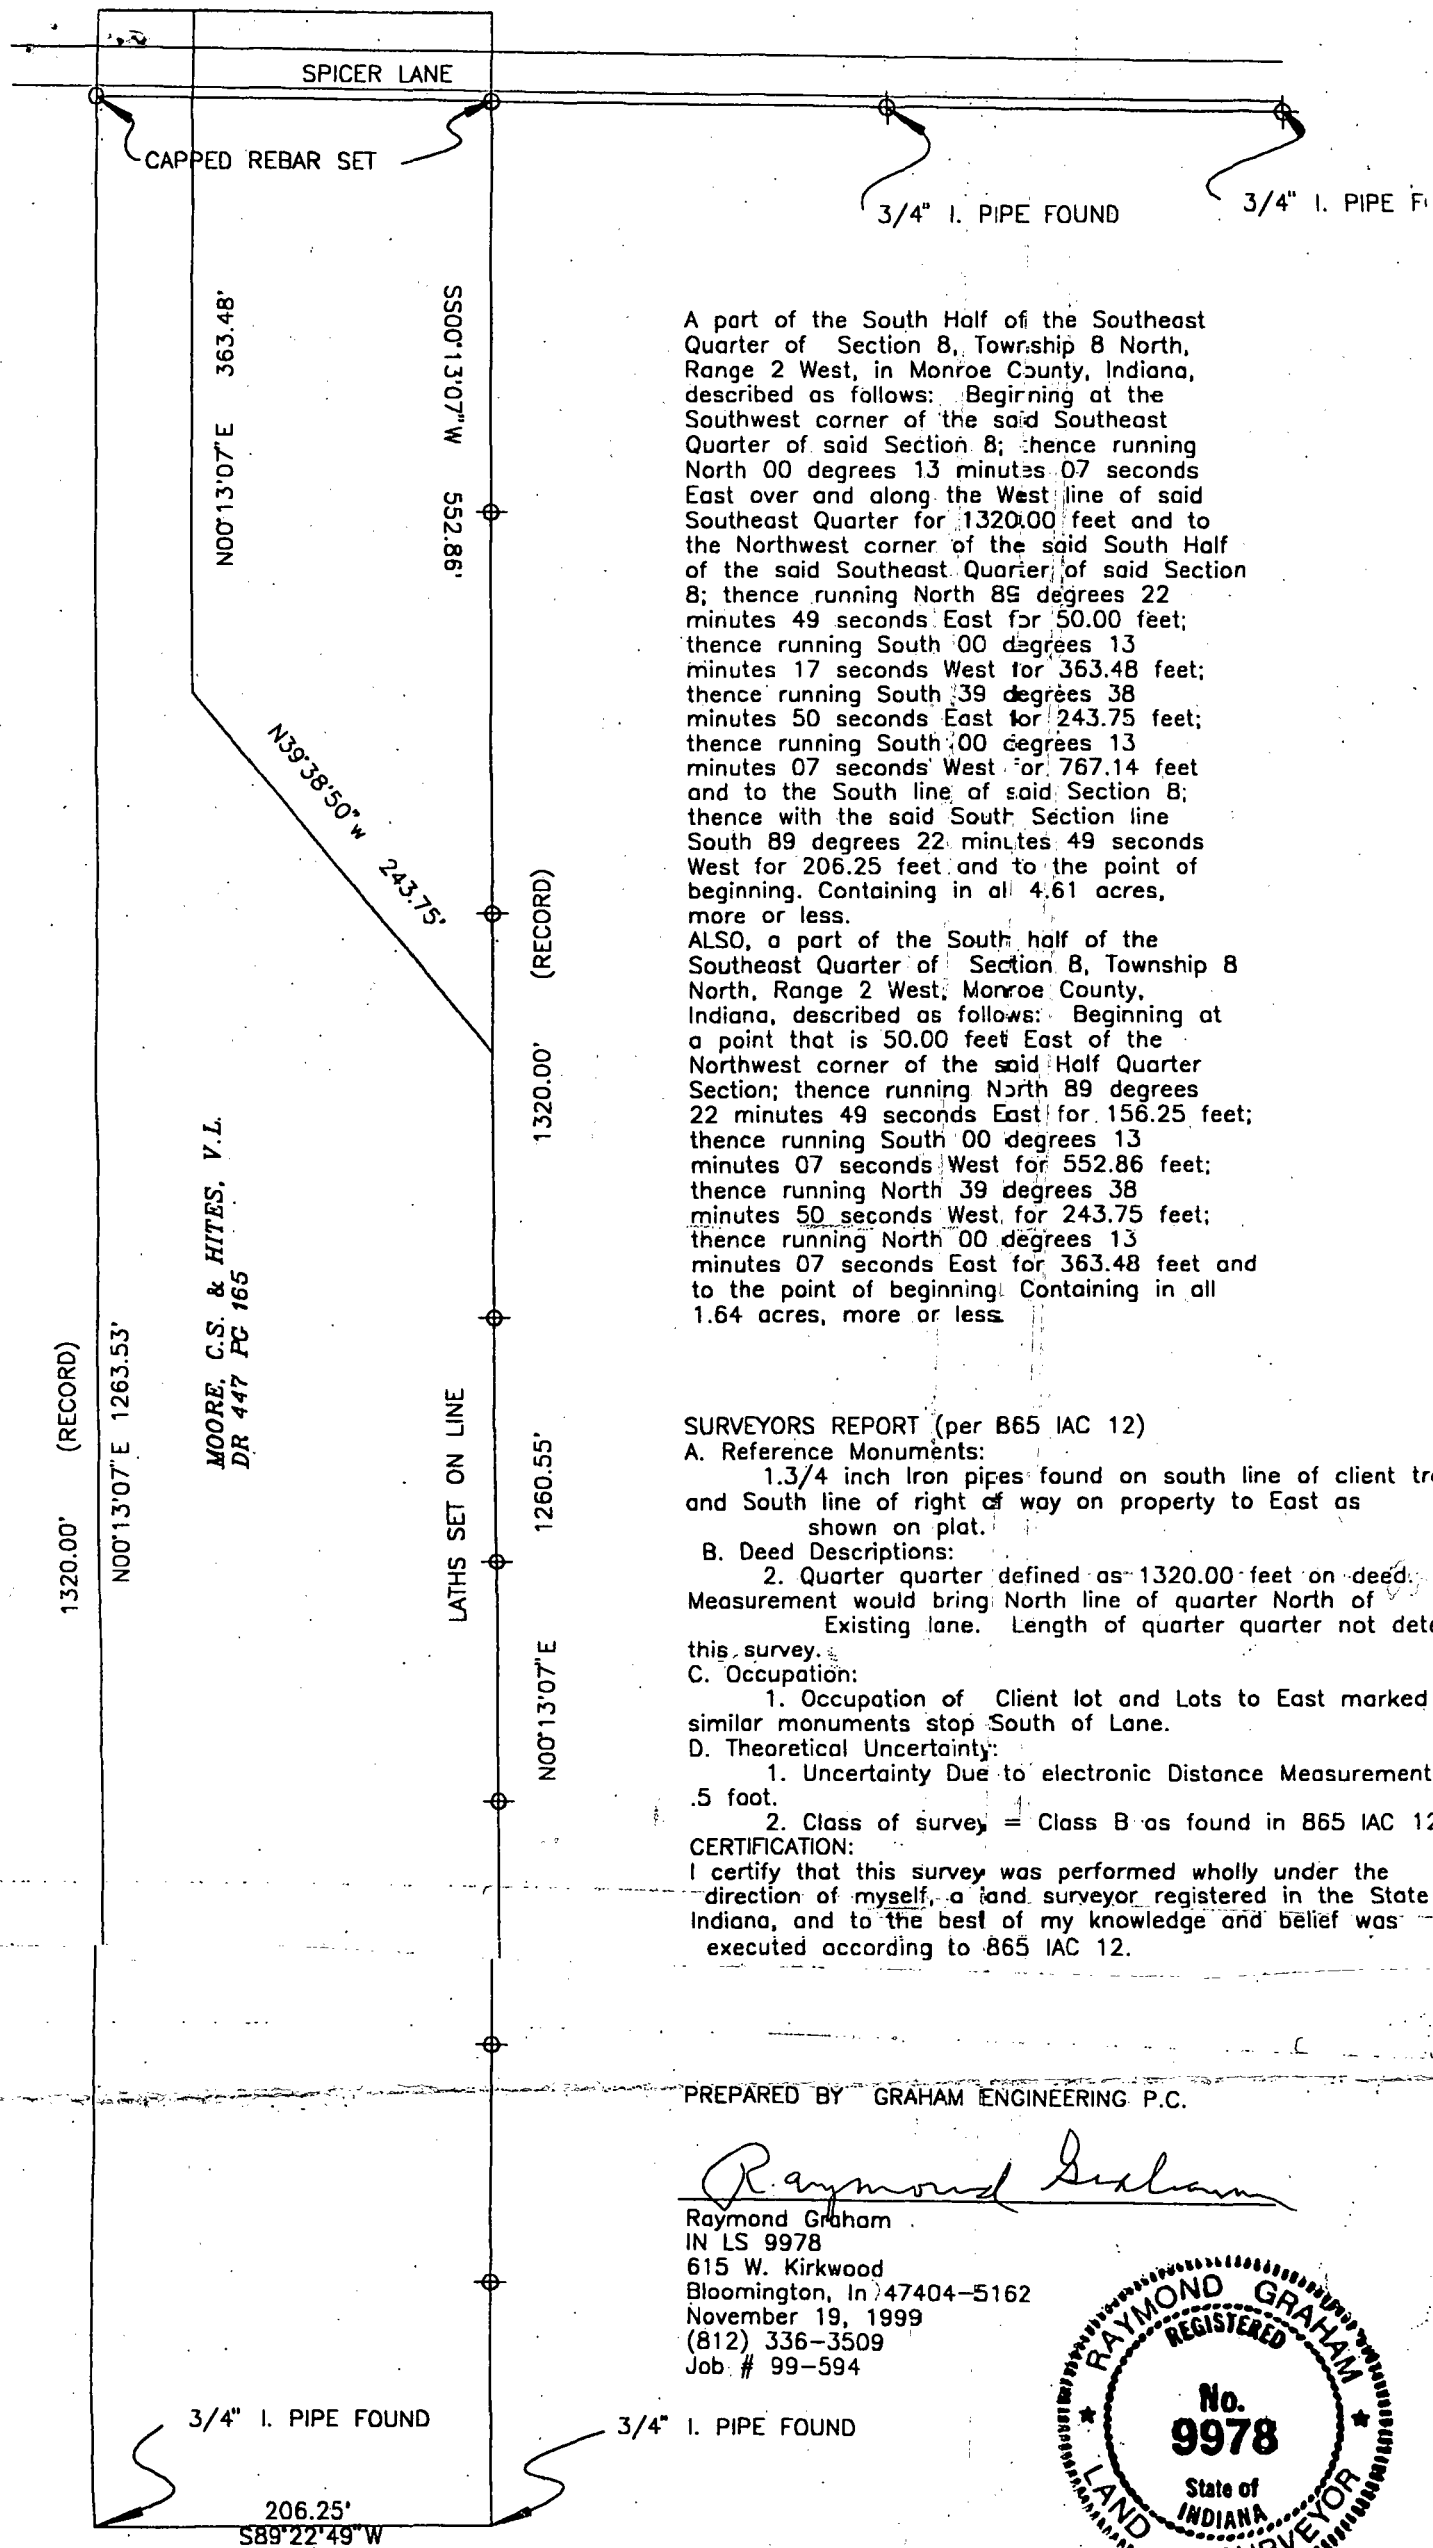 SPICER LANE
CAPPED REBAR SET
3/4" I. PIPE FOUND
3/4" I. PIPE
N00°13'07"E 363.48'
SS00°13'07"W 552.86'
N39°38'50"w 243.75'
1320.00' (RECORD)
MOORE, C.S. & HITES, V.L.
DR 447 PG 165
1320.00' (RECORD)
N00°13'07"E 1263.53'
LATHS SET ON LINE
N00°13'07"E 1260.55'
A part of the South Half of the Southeast
Quarter of Section 8, Township 8 North,
Range 2 West, in Monroe County, Indiana,
described as follows: Beginning at the
Southwest corner of the said Southeast
Quarter of said Section 8; thence running
North 00 degrees 13 minutes 07 seconds
East over and along the West line of said
Southeast Quarter for 1320.00 feet and to
the Northwest corner of the said South Half
of the said Southeast Quarter of said Section
8; thence running North 89 degrees 22
minutes 49 seconds East for 50.00 feet;
thence running South 00 degrees 13
minutes 17 seconds West for 363.48 feet;
thence running South 39 degrees 38
minutes 50 seconds East for 243.75 feet;
thence running South 00 degrees 13
minutes 07 seconds West for 767.14 feet
and to the South line of said Section 8;
thence with the said South Section line
South 89 degrees 22 minutes 49 seconds
West for 206.25 feet and to the point of
beginning. Containing in all 4.61 acres,
more or less.
ALSO, a part of the South half of the
Southeast Quarter of Section 8, Township 8
North, Range 2 West, Monroe County,
Indiana, described as follows: Beginning at
a point that is 50.00 feet East of the
Northwest corner of the said Half Quarter
Section; thence running North 89 degrees
22 minutes 49 seconds East for 156.25 feet;
thence running South 00 degrees 13
minutes 07 seconds West for 552.86 feet;
thence running North 39 degrees 38
minutes 50 seconds West for 243.75 feet;
thence running North 00 degrees 13
minutes 07 seconds East for 363.48 feet and
to the point of beginning. Containing in all
1.64 acres, more or less.
SURVEYORS REPORT (per 865 IAC 12)
A. Reference Monuments:
1.3/4 inch Iron pipes found on south line of client
and South line of right of way on property to East as
shown on plat.
B. Deed Descriptions:
2. Quarter quarter defined as 1320.00 feet on deed.
Measurement would bring North line of quarter North of
Existing lane. Length of quarter quarter not
this survey.
C. Occupation:
1. Occupation of Client lot and Lots to East marked
similar monuments stop South of Lane.
D. Theoretical Uncertainty:
1. Uncertainty Due to electronic Distance Measurement
.5 foot.
2. Class of survey = Class B as found in 865 IAC 12
CERTIFICATION:
I certify that this survey was performed wholly under the
direction of myself, a land surveyor registered in the State
Indiana, and to the best of my knowledge and belief was
executed according to 865 IAC 12.
PREPARED BY GRAHAM ENGINEERING P.C.
Raymond Graham
Raymond Graham
IN LS 9978
615 W. Kirkwood
Bloomington, In 47404-5162
November 19, 1999
(812) 336-3509
Job # 99-594
RAYMOND GRAHAM
REGISTERED
No.
9978
State of
INDIANA
LAND SURVEYOR
3/4" I. PIPE FOUND
3/4" I. PIPE FOUND
206.25'
S89°22'49"W